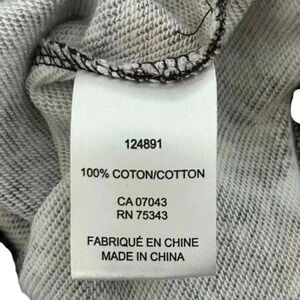 124891
100% COTON/COTTON
CA 07043
RN 75343
FABRIQUÉ EN CHINE
MADE IN CHINA